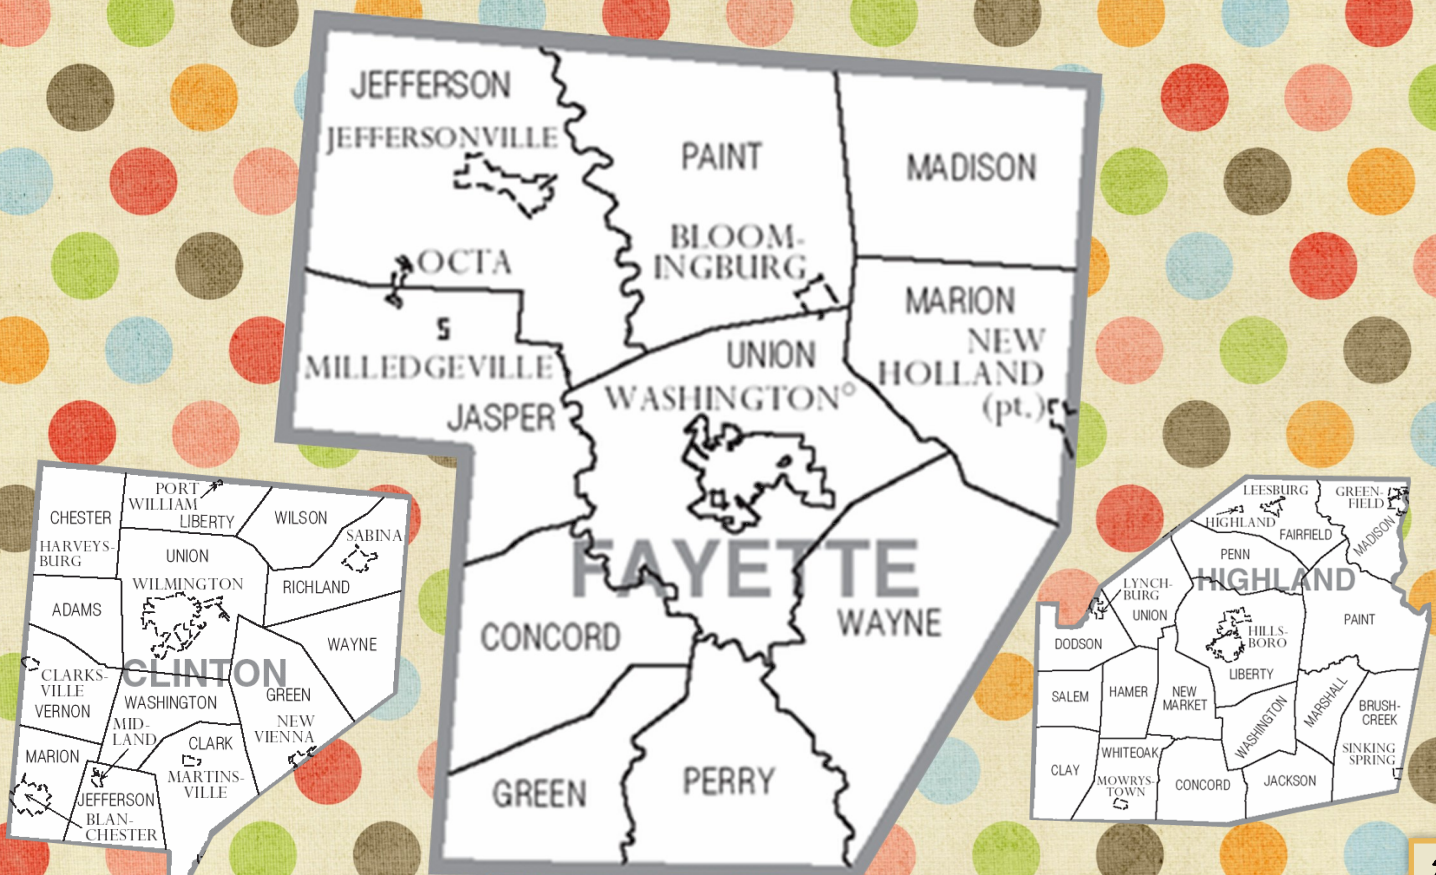 JEFFERSON
JEFFERSONVILLE
PAINT
MADISON
BLOOM-
INGBURG
OCTA
MARION
NEW
HOLLAND
(pt.)
MILLEDGEVILLE
JASPER
UNION
WASHINGTON°
FAYETTE
CONCORD
WAYNE
GREEN
PERRY
CHESTER
PORT
WILLIAM
LIBERTY
WILSON
SABINA
HARVEYS-
BURG
UNION
WILMINGTON
RICHLAND
ADAMS
WAYNE
CLINTON
CLARKS-
VILLE
VERNON
WASHINGTON
GREEN
MID-
LAND
NEW
VIENNA
MARION
CLARK
MARTINS-
VILLE
JEFFERSON
BLAN-
CHESTER
LEESBURG
GREEN-
FIELD
HIGHLAND
FAIRFIELD
MADISON
PENN
HIGHLAND
LYNCH-
BURG
UNION
PAINT
DODSON
HILLS-
BORO
LIBERTY
SALEM
HAMER
NEW
MARKET
WASHINGTON
MARSHALL
BRUSH-
CREEK
SINKING
SPRING
WHITEOAK
CLAY
MOWRYS-
TOWN
CONCORD
JACKSON